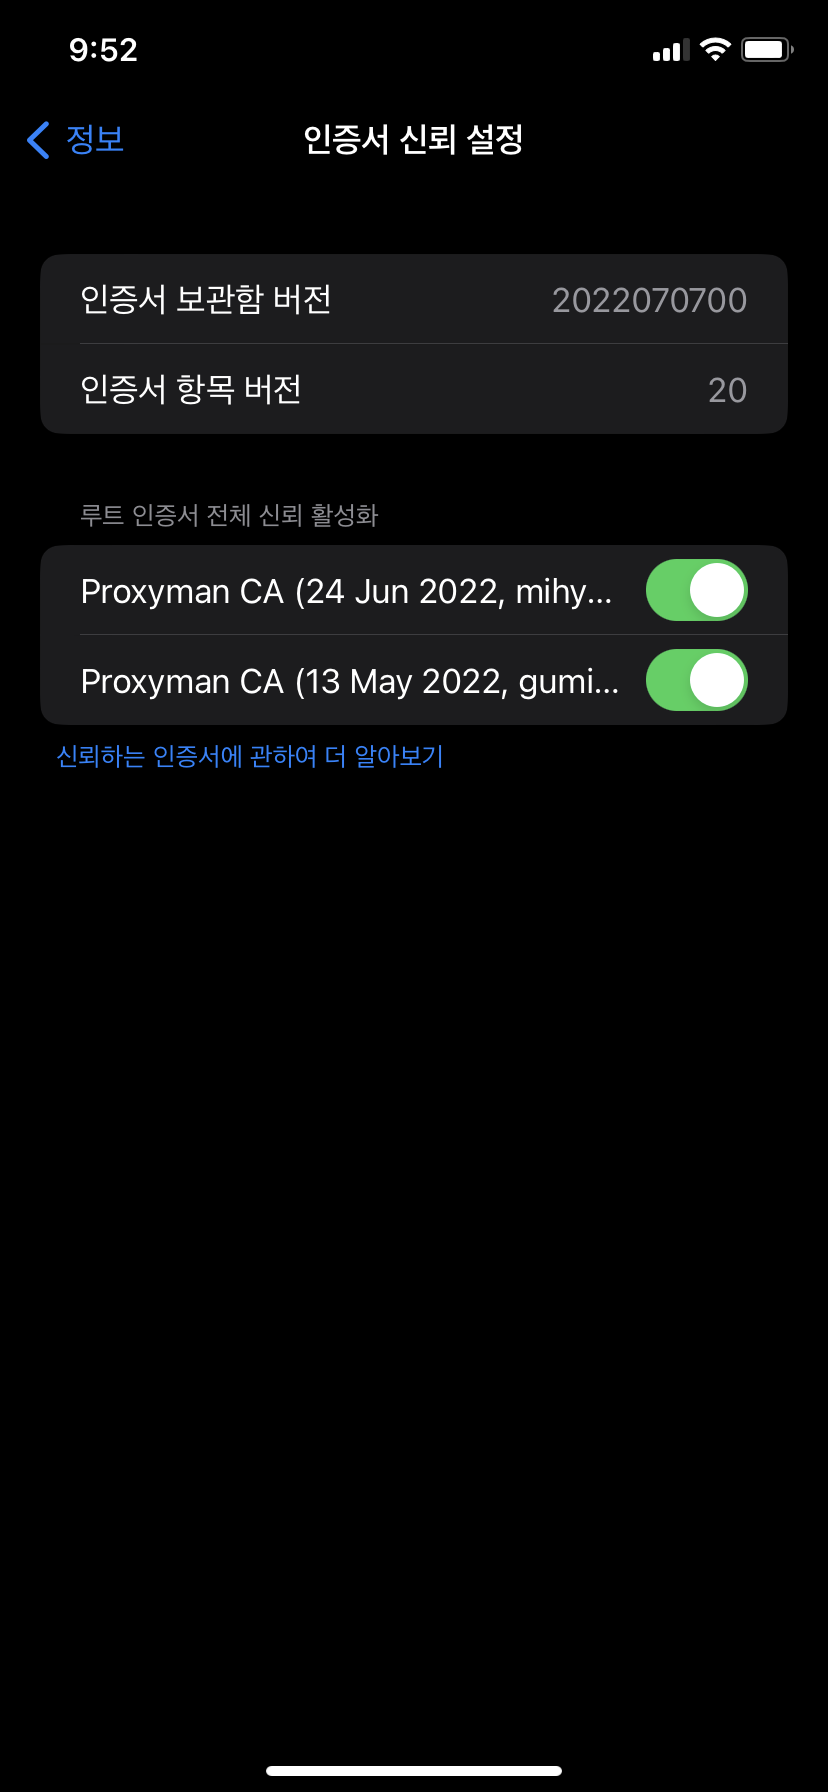 9:52
정보
인증서 신뢰 설정
인증서 보관함 버전 2022070700
인증서 항목 버전 20
루트 인증서 전체 신뢰 활성화
Proxyman CA (24 Jun 2022, mihy...
Proxyman CA (13 May 2022, gumi...
신뢰하는 인증서에 관하여 더 알아보기